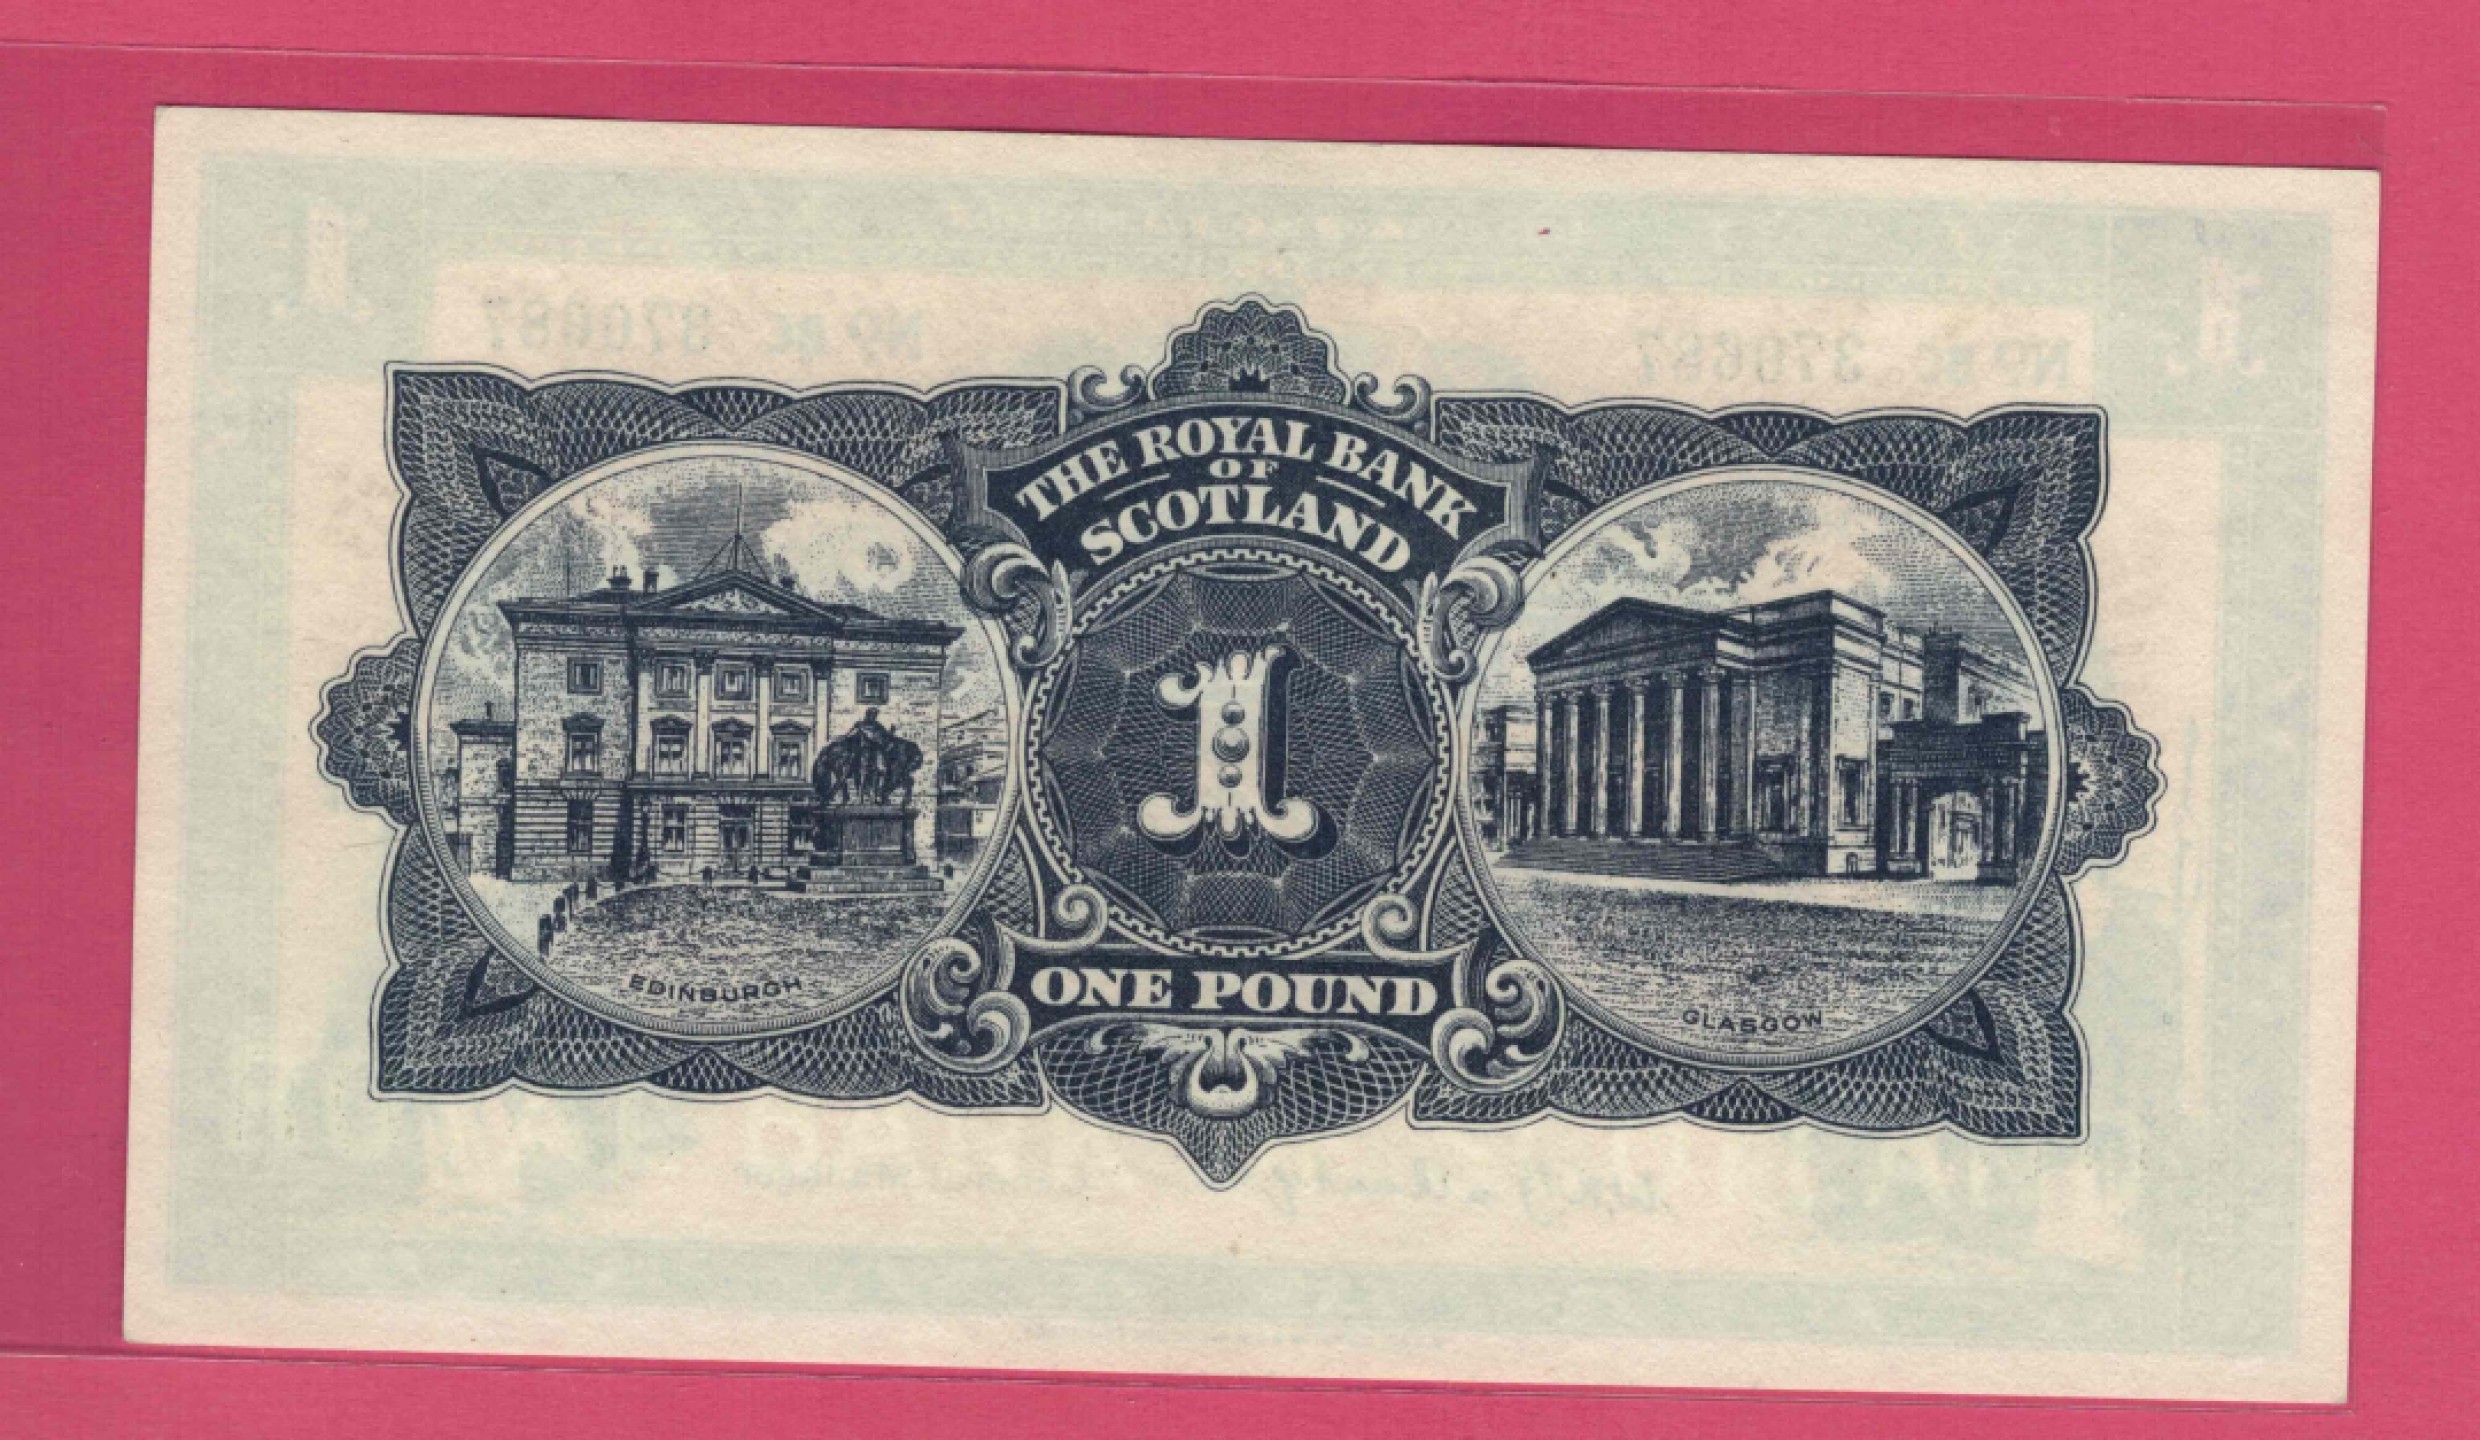 THE ROYAL BANK
OF
SCOTLAND
1
EDINBURGH
ONE POUND
GLASGOW